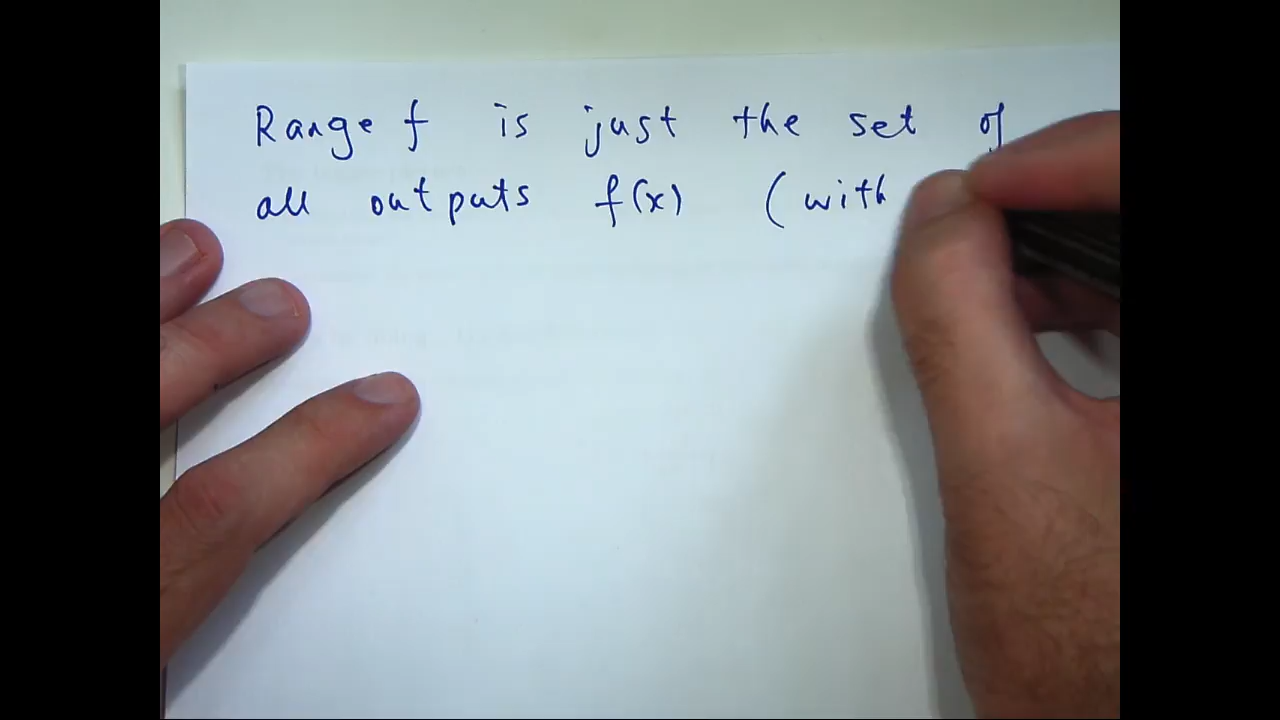 Range f is just the set of
all outputs f(x) (with